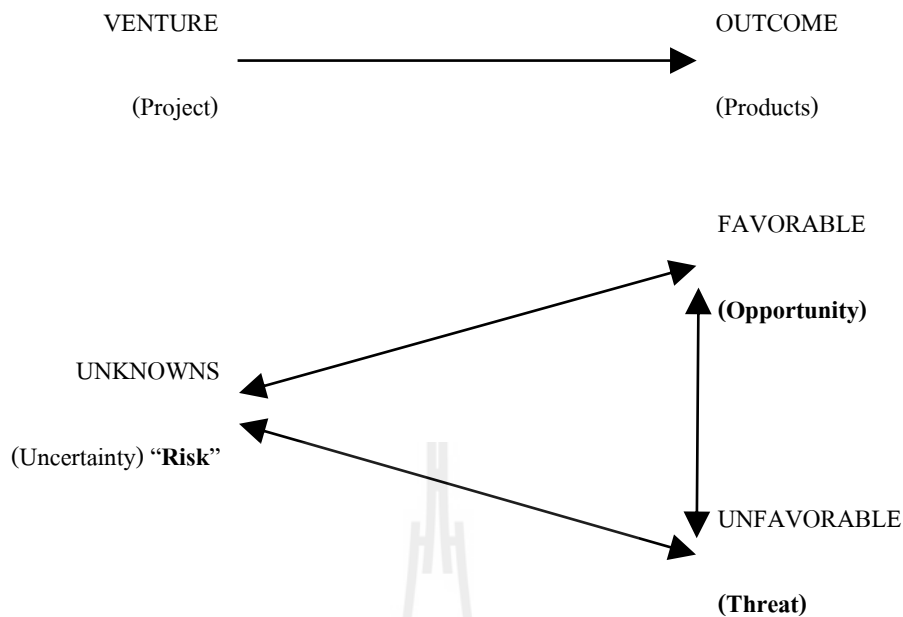 VENTURE OUTCOME
(Project) (Products)
FAVORABLE
(Opportunity)
UNKNOWNS
(Uncertainty) “Risk”
UNFAVORABLE
(Threat)